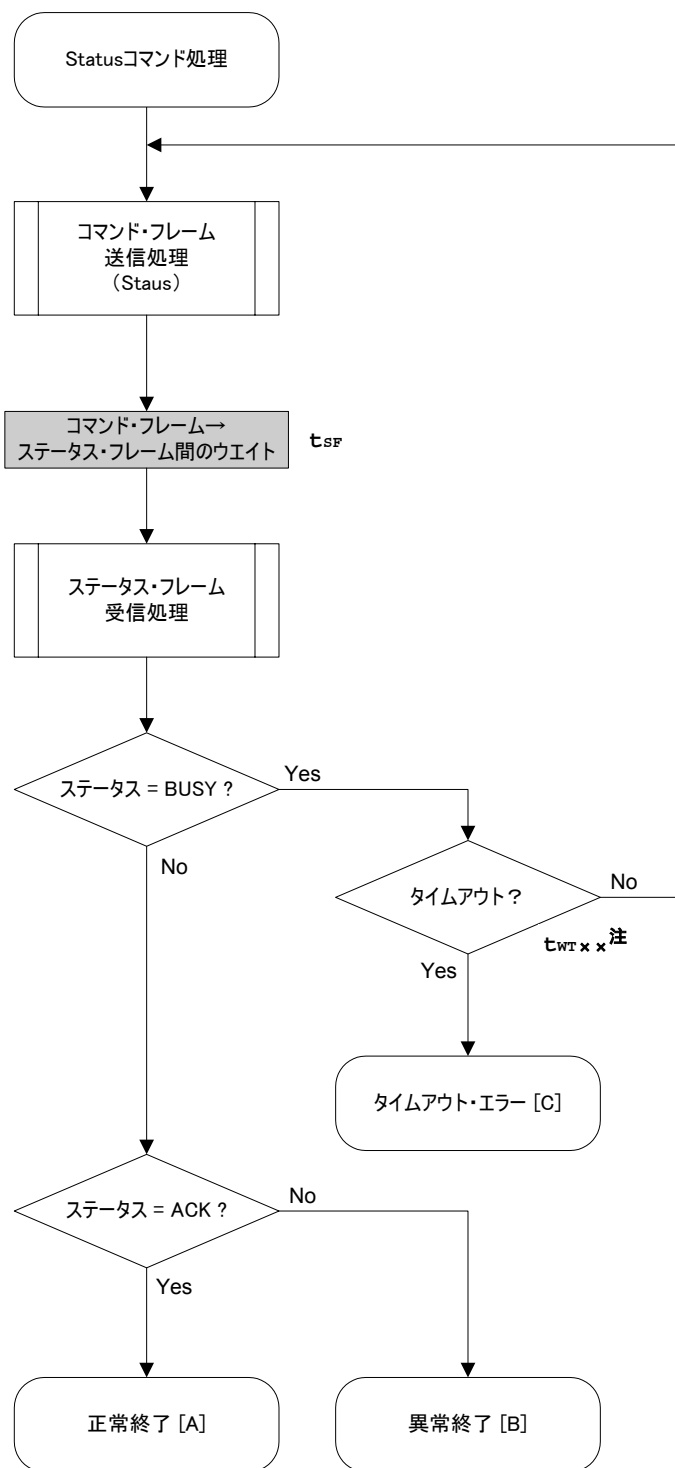 Statusコマンド処理
コマンド・フレーム
送信処理
（Staus）
コマンド・フレーム→
ステータス・フレーム間のウエイト
tSF
ステータス・フレーム
受信処理
ステータス = BUSY ?
Yes
No
タイムアウト？
No
tWT××注
Yes
タイムアウト・エラー [C]
ステータス = ACK ?
No
Yes
正常終了 [A]
異常終了 [B]